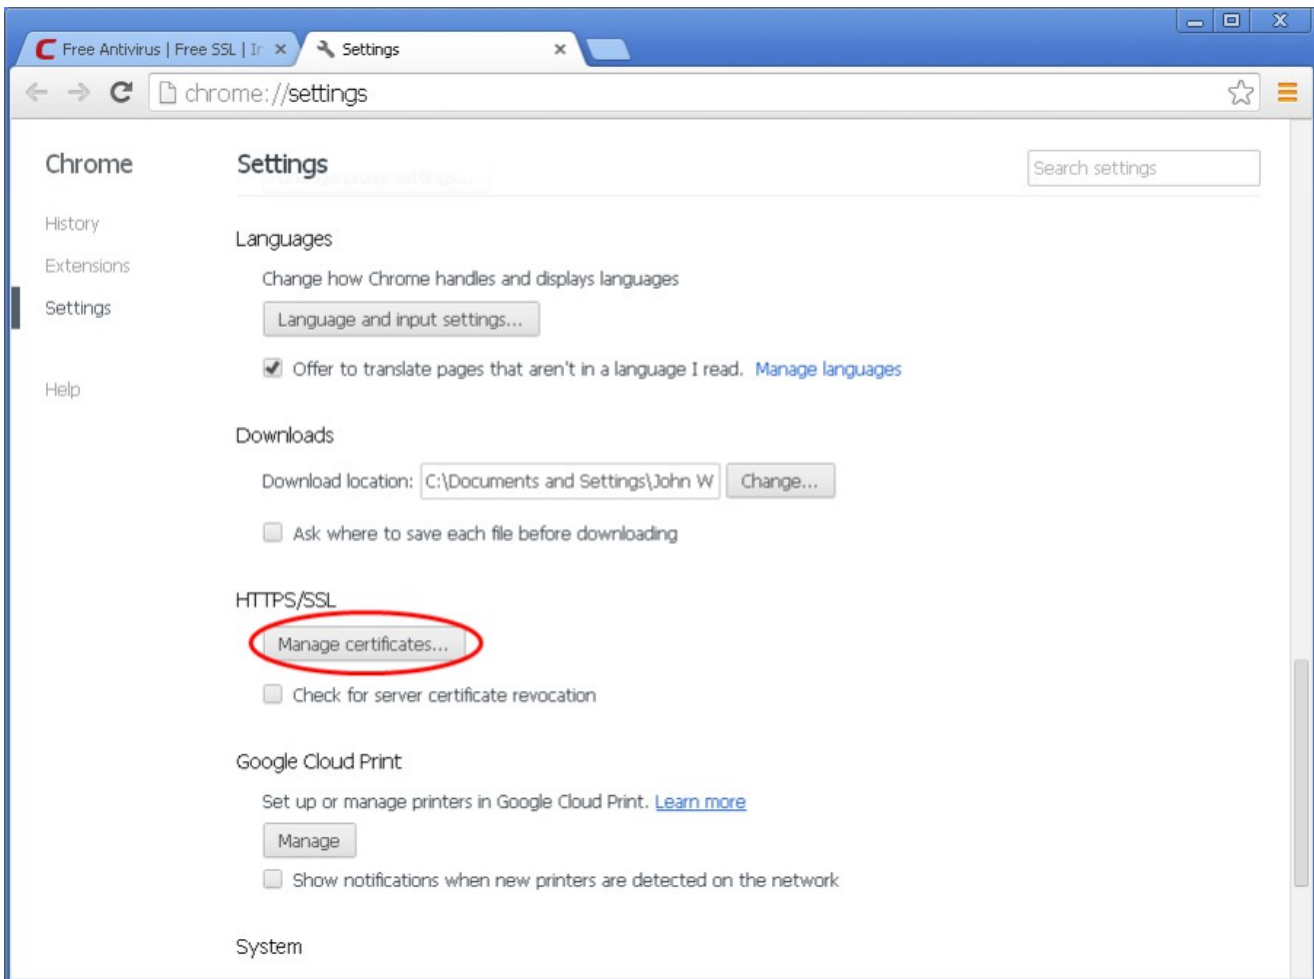 Free Antivirus | Free SSL | Ir
Settings
chrome://settings
Chrome
History
Extensions
Settings
Help
Settings
Search settings
Change proxy settings...
Languages
Change how Chrome handles and displays languages
Language and input settings...
Offer to translate pages that aren't in a language I read. Manage languages
Downloads
Download location: C:\Documents and Settings\John W Change...
Ask where to save each file before downloading
HTTPS/SSL
Manage certificates...
Check for server certificate revocation
Google Cloud Print
Set up or manage printers in Google Cloud Print. Learn more
Manage
Show notifications when new printers are detected on the network
System